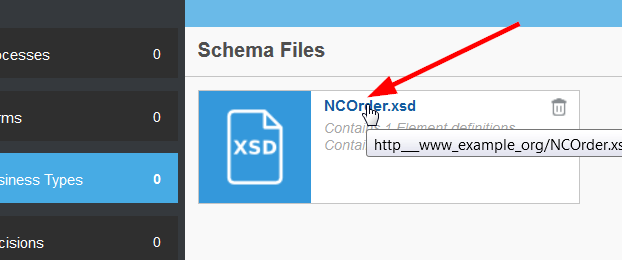 ocesses 0
rms 0
siness Types 0
cisions 0
Schema Files
XSD
NCOrder.xsd
Contains 1 Element definitions
Contai
http___www_example_org/NCOrder.xs